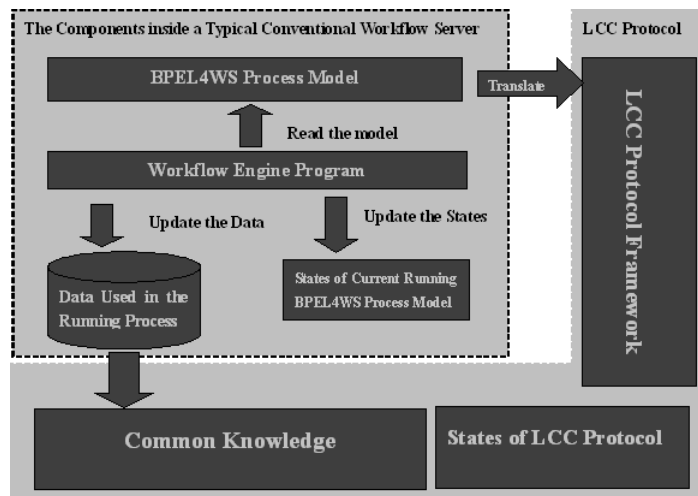 The Components inside a Typical Conventional Workflow Server
LCC Protocol
BPEL4WS Process Model
Translate
Read the model
Workflow Engine Program
Update the Data
Update the States
Data Used in the
Running Process
States of Current Running
BPEL4WS Process Model
LCC Protocol Framework
Common Knowledge
States of LCC Protocol